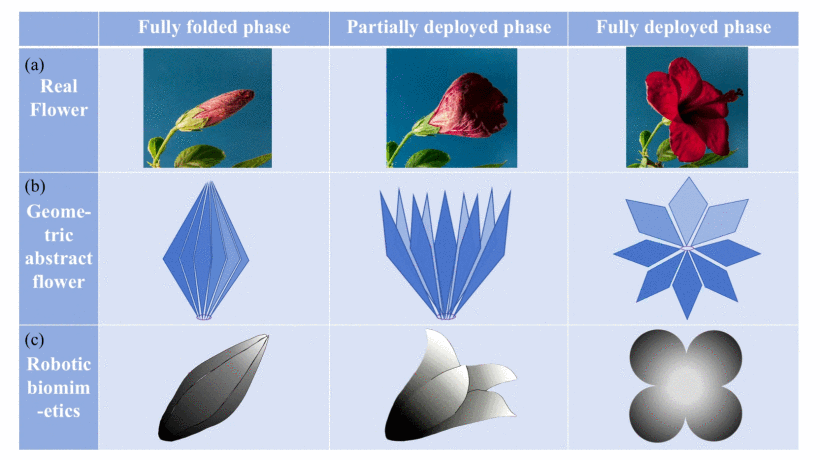 Fully folded phase
Partially deployed phase
Fully deployed phase
(a)
Real
Flower
(b)
Geome-
tric
abstract
flower
(c)
Robotic
biomim
-etics